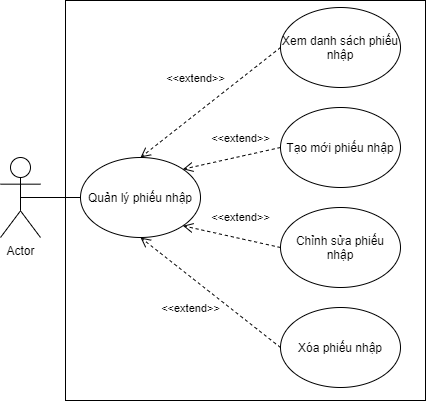 Xem danh sách phiếu
nhập
<<extend>>
<<extend>>
Tạo mới phiếu nhập
Quản lý phiếu nhập
<<extend>>
Chỉnh sửa phiếu
nhập
Actor
<<extend>>
Xóa phiếu nhập